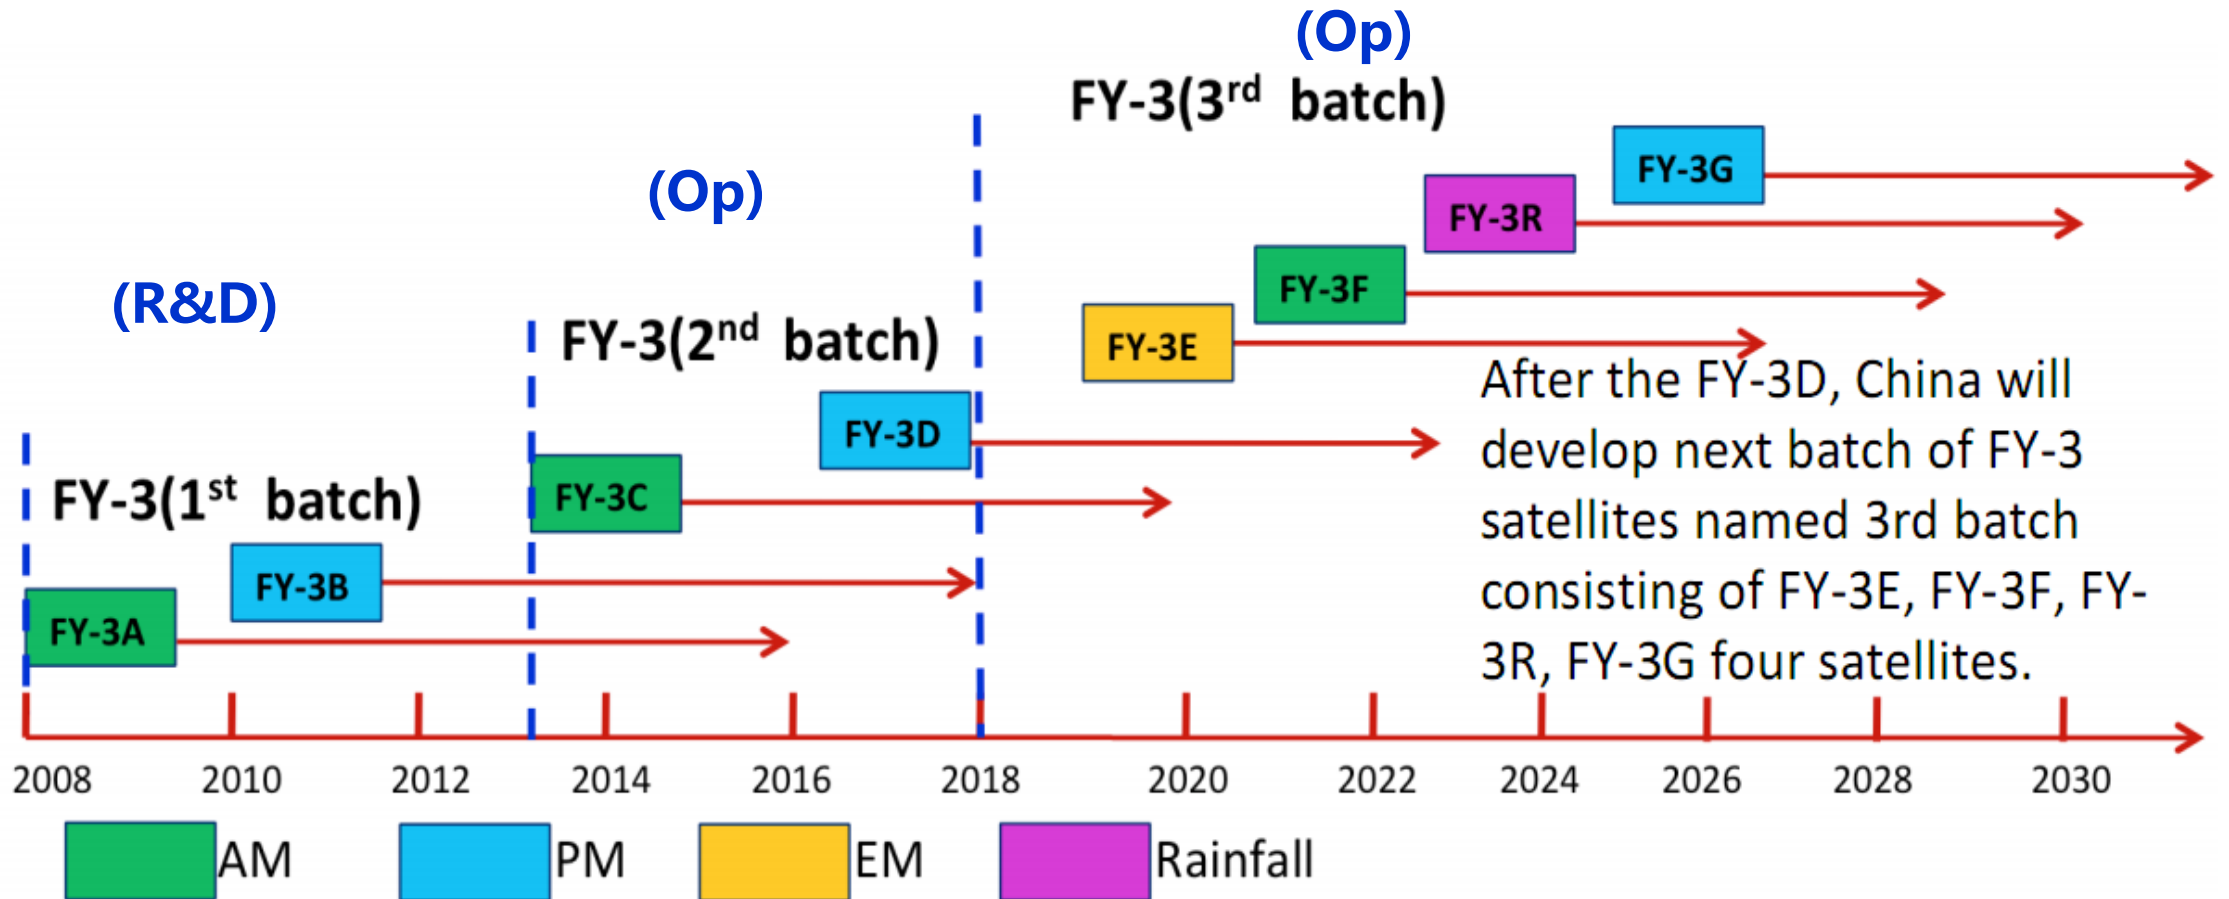 (Op)
FY-3(3rd batch)
FY-3G
(Op)
FY-3R
FY-3F
(R&D)
FY-3(2nd batch)
FY-3E
After the FY-3D, China will
develop next batch of FY-3
satellites named 3rd batch
consisting of FY-3E, FY-3F, FY-
3R, FY-3G four satellites.
FY-3D
FY-3(1st batch)
FY-3C
FY-3B
FY-3A
2008 2010 2012 2014 2016 2018 2020 2022 2024 2026 2028 2030
AM PM EM Rainfall